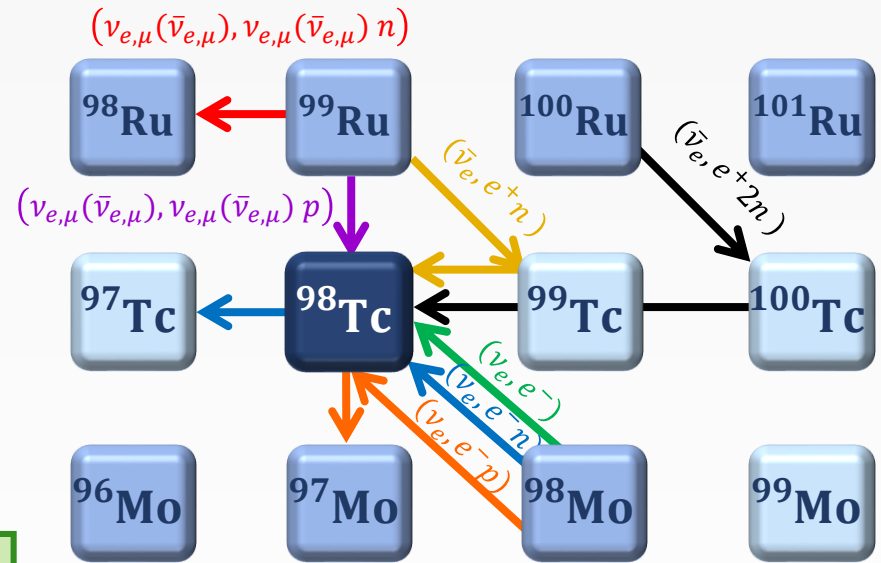 (ν_{e,μ}(ν̄_{e,μ}), ν_{e,μ}(ν̄_{e,μ}) n)
⁹⁸Ru ⁹⁹Ru ¹⁰⁰Ru ¹⁰¹Ru
(ν̄_e, e⁺n)
(ν̄_e, e⁺2n)
(ν_{e,μ}(ν̄_{e,μ}), ν_{e,μ}(ν̄_{e,μ}) p)
⁹⁷Tc ⁹⁸Tc ⁹⁹Tc ¹⁰⁰Tc
(ν_e, e⁻)
(ν_e, e⁻n)
(ν_e, e⁻p)
⁹⁶Mo ⁹⁷Mo ⁹⁸Mo ⁹⁹Mo